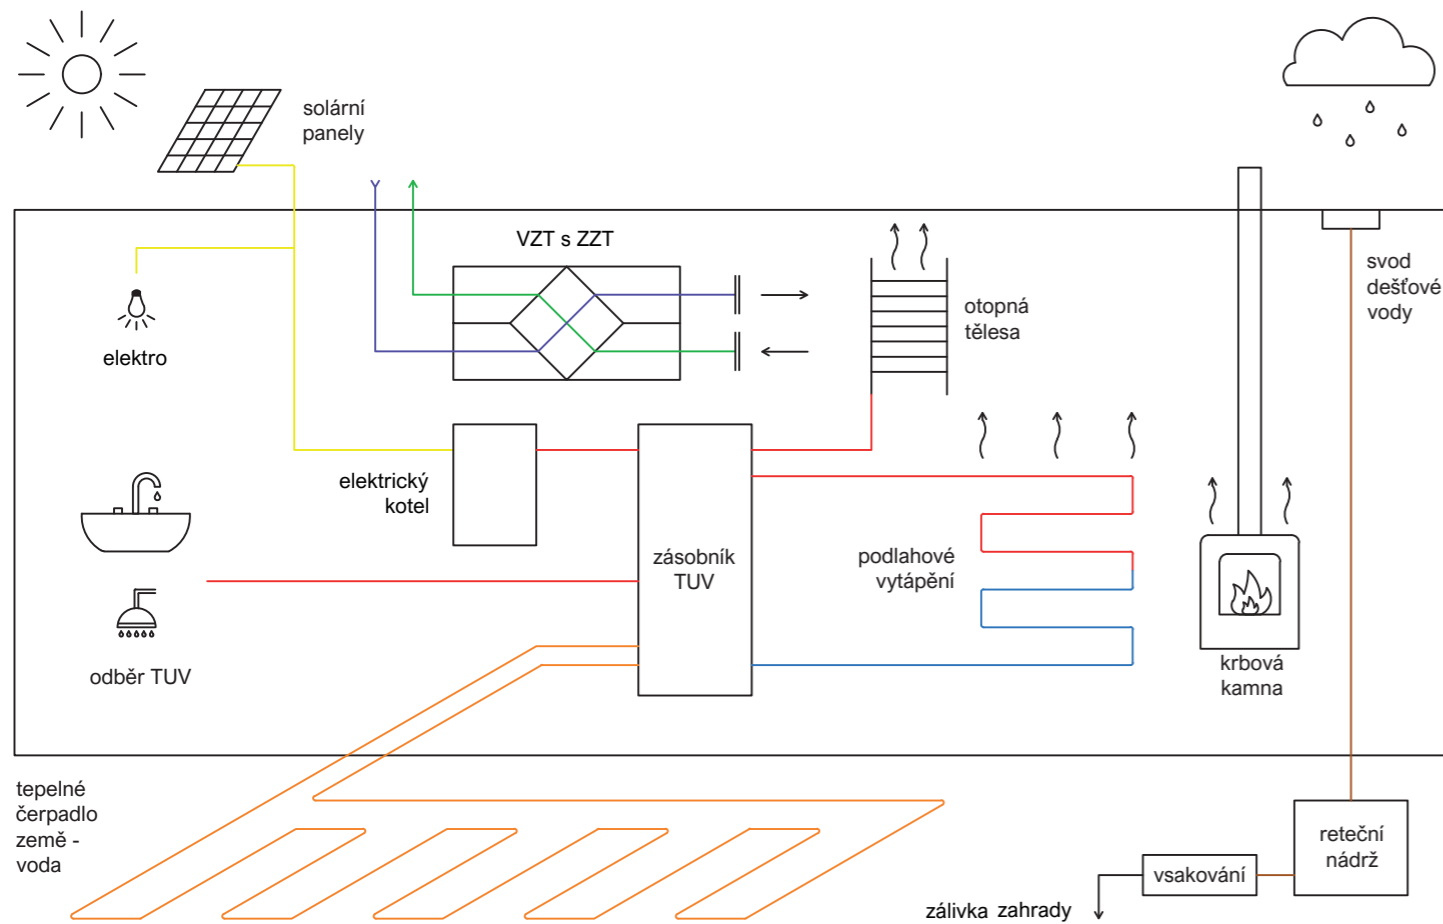 solární
panely
VZT s ZZT
elektro
otopná
tělesa
svod
dešťové
vody
elektrický
kotel
zásobník
TUV
podlahové
vytápění
odběr TUV
krbová
kamna
tepelné
čerpadlo
země -
voda
reteční
nádrž
vsakování
zálivka zahrady